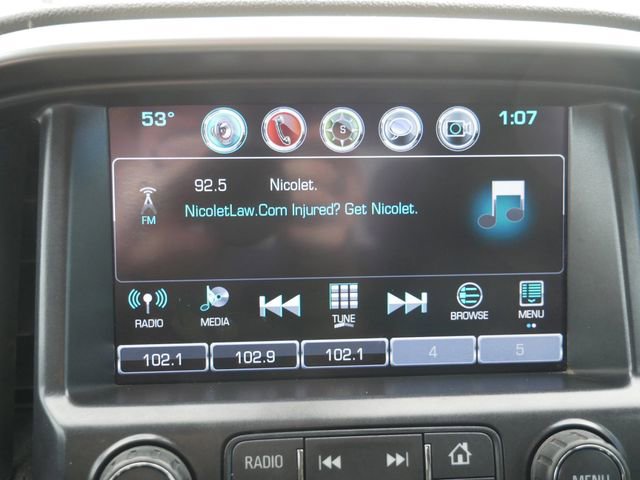 53° S 1:07
92.5 Nicolet.
FM NicoletLaw.Com Injured? Get Nicolet.
RADIO MEDIA TUNE BROWSE MENU
102.1 102.9 102.1 4 5
RADIO MENU